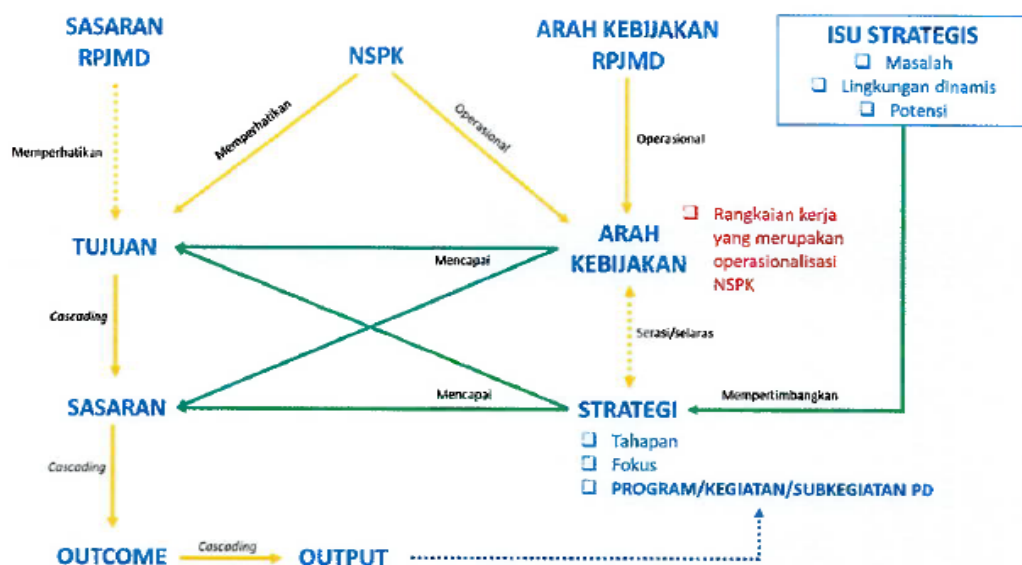 SASARAN
RPJMD
NSPK
ARAH KEBIJAKAN
RPJMD
ISU STRATEGIS
Masalah
Lingkungan dinamis
Potensi
Memperhatikan
Memperhatikan
Operasional
Operasional
TUJUAN
Mencapai
ARAH
KEBIJAKAN
Rangkaian kerja
yang merupakan
operasionalisasi
NSPK
Cascading
Serasi/selaras
SASARAN
Mencapai
STRATEGI
Mempertimbangkan
Tahapan
Fokus
PROGRAM/KEGIATAN/SUBKEGIATAN PD
Cascading
OUTCOME
Cascading
OUTPUT